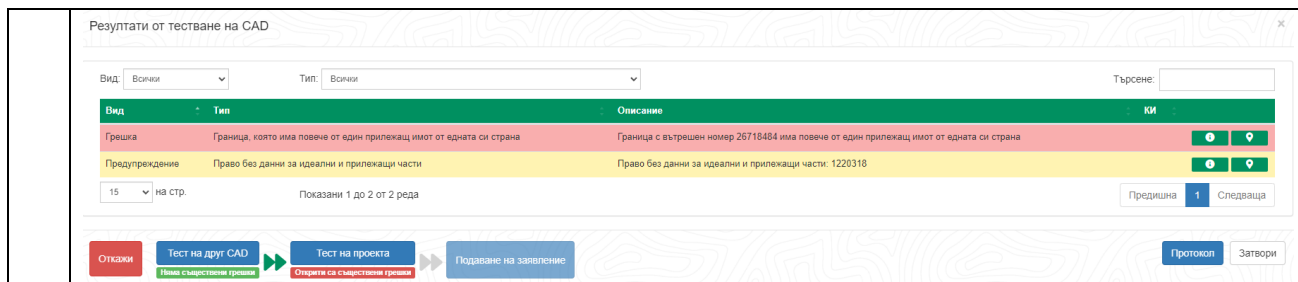 Резултати от тестване на CAD ×
Вид: Всички Тип: Всички Търсене:
Вид Тип Описание КИ
Грешка Граница, която има повече от един прилежащ имот от едната си страна Граница с вътрешен номер 26718484 има повече от един прилежащ имот от едната си страна
Предупреждение Право без данни за идеални и прилежащи части Право без данни за идеални и прилежащи части: 1220318
15 на стр. Показани 1 до 2 от 2 реда Предишна 1 Следваща
Откажи Тест на друг CAD Тест на проекта Подаване на заявление Протокол Затвори
Няма съществени грешки Открити са съществени грешки